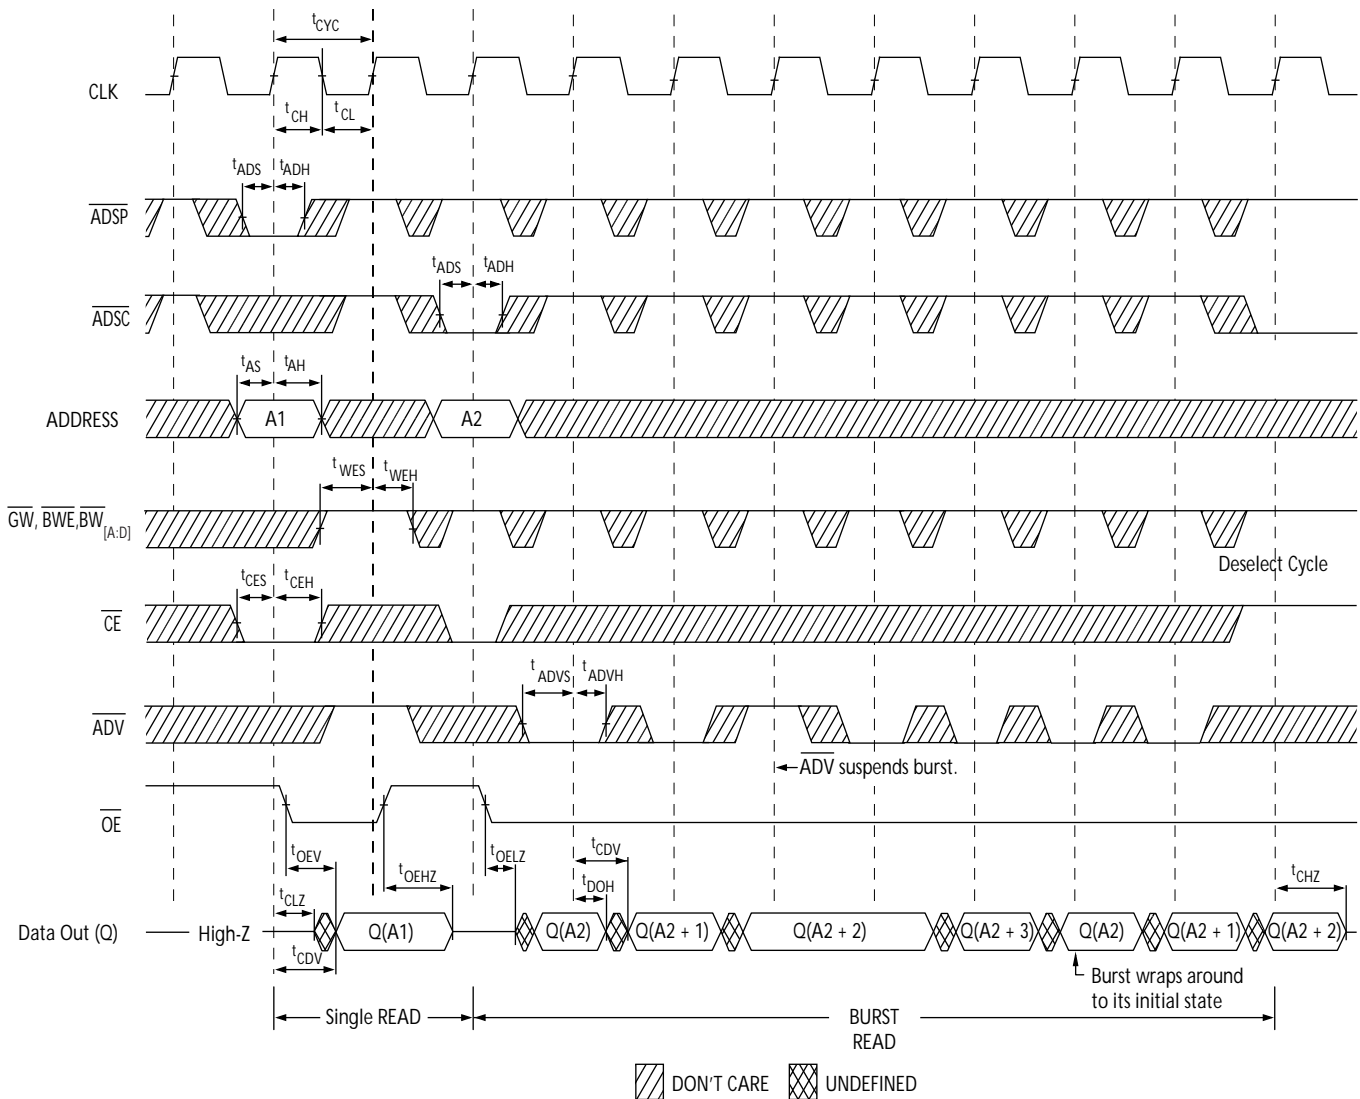 tCYC
CLK
tCH
tCL
tADS
tADH
ADSP
tADS
tADH
ADSC
tAS
tAH
ADDRESS
A1
A2
tWES
tWEH
GW, BWE,BW[A:D]
Deselect Cycle
tCES
tCEH
CE
tADVS
tADVH
ADV
ADV suspends burst.
OE
tOEV
tOEHZ
tOELZ
tCDV
tCLZ
tDOH
tCHZ
Data Out (Q)
High-Z
Q(A1)
Q(A2)
Q(A2 + 1)
Q(A2 + 2)
Q(A2 + 3)
Q(A2)
Q(A2 + 1)
Q(A2 + 2)
tCDV
Burst wraps around
to its initial state
Single READ
BURST
READ
DON'T CARE
UNDEFINED